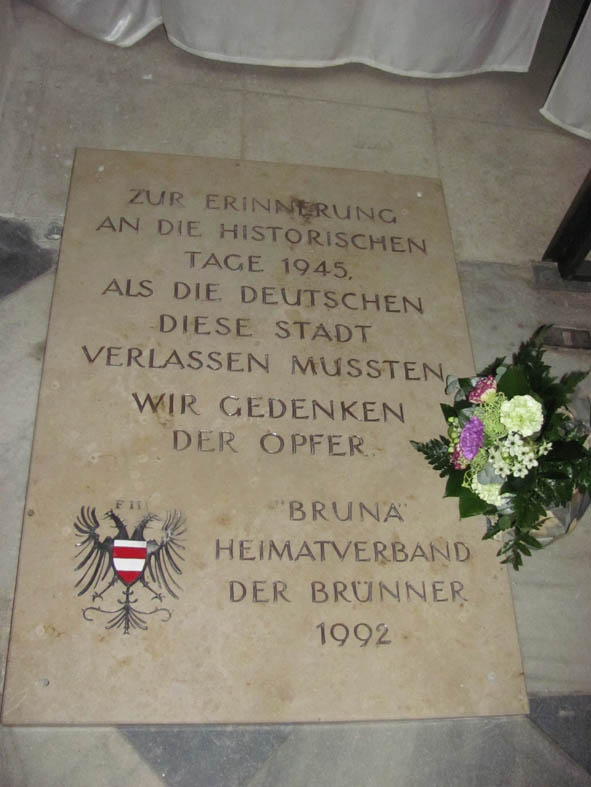 ZUR ERINNERUNG
AN DIE HISTORISCHEN
TAGE 1945,
ALS DIE DEUTSCHEN
DIESE STADT
VERLASSEN MUSSTEN
WIR GEDENKEN
DER OPFER
"BRUNA"
HEIMATVERBAND
DER BRÜNNER
1992